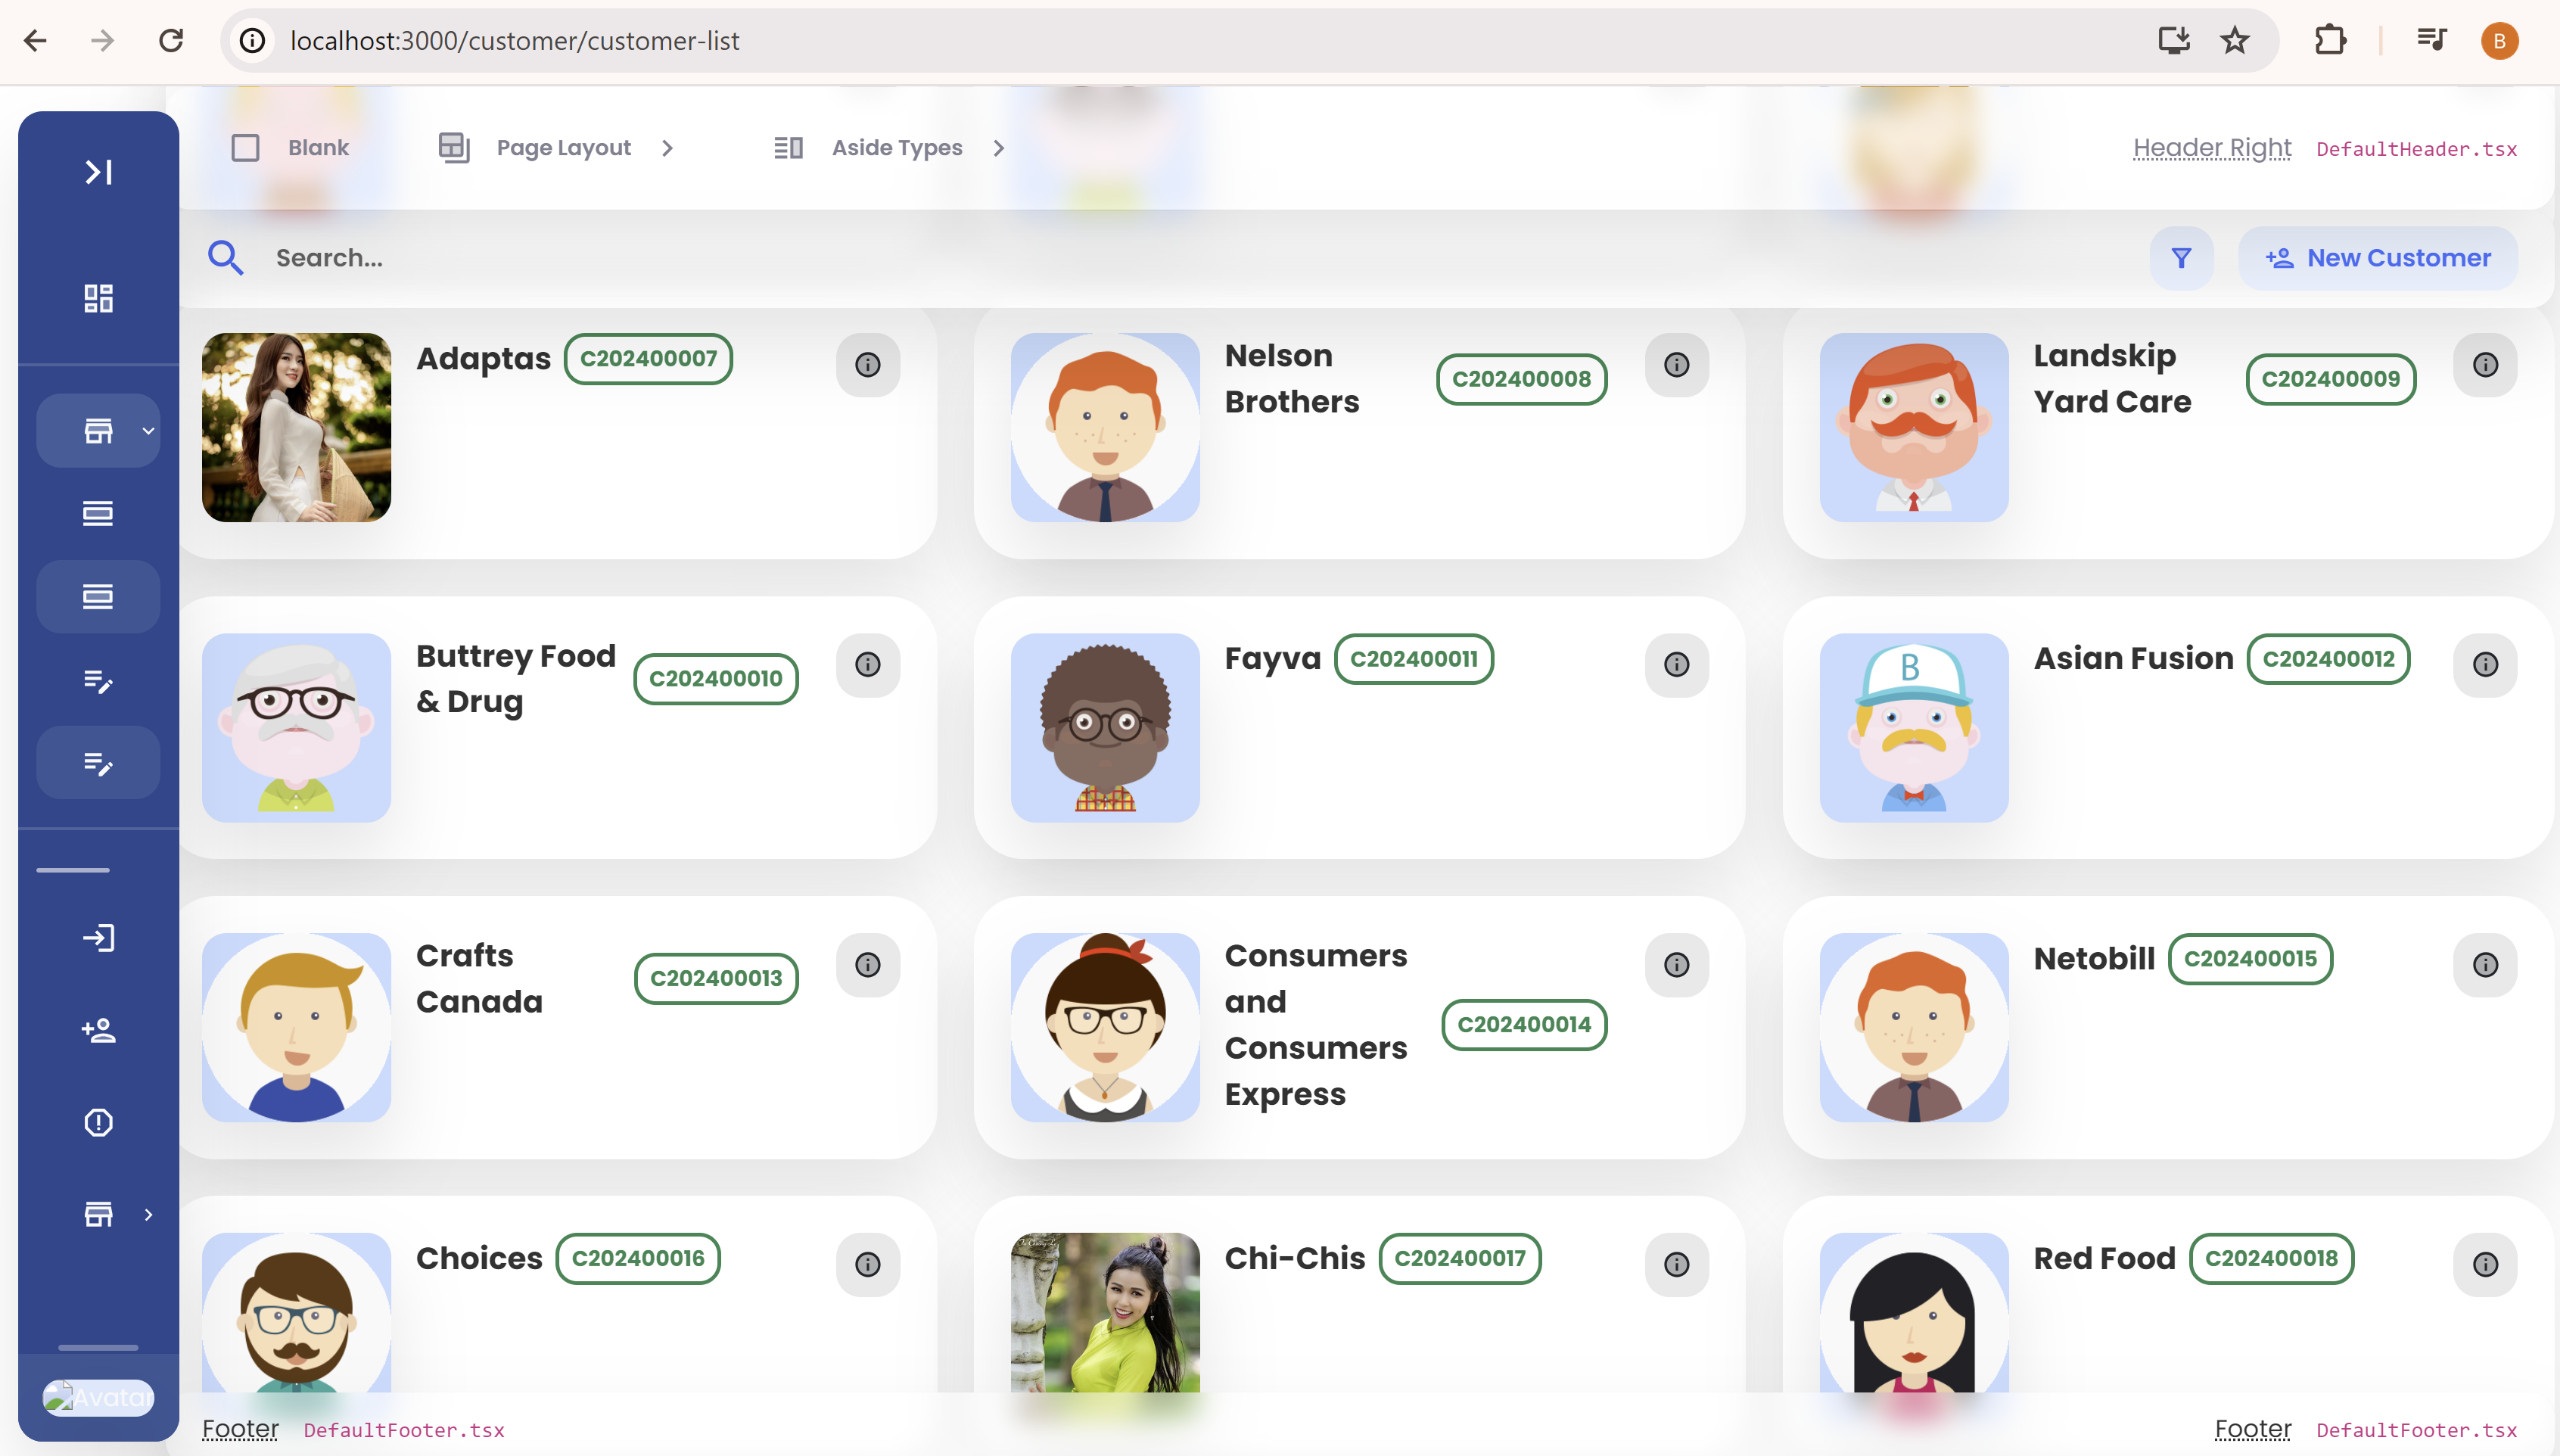 localhost:3000/customer/customer-list
B
Blank
Page Layout
Aside Types
Header Right DefaultHeader.tsx
Search...
New Customer
Adaptas C202400007
Nelson
Brothers
C202400008
Landskip
Yard Care
C202400009
Buttrey Food
& Drug
C202400010
Fayva C202400011
Asian Fusion C202400012
B
Crafts
Canada
C202400013
Consumers
and
Consumers
Express
C202400014
Netobill C202400015
Choices C202400016
Chi-Chis C202400017
Red Food C202400018
Avatar
Footer DefaultFooter.tsx
Footer DefaultFooter.tsx